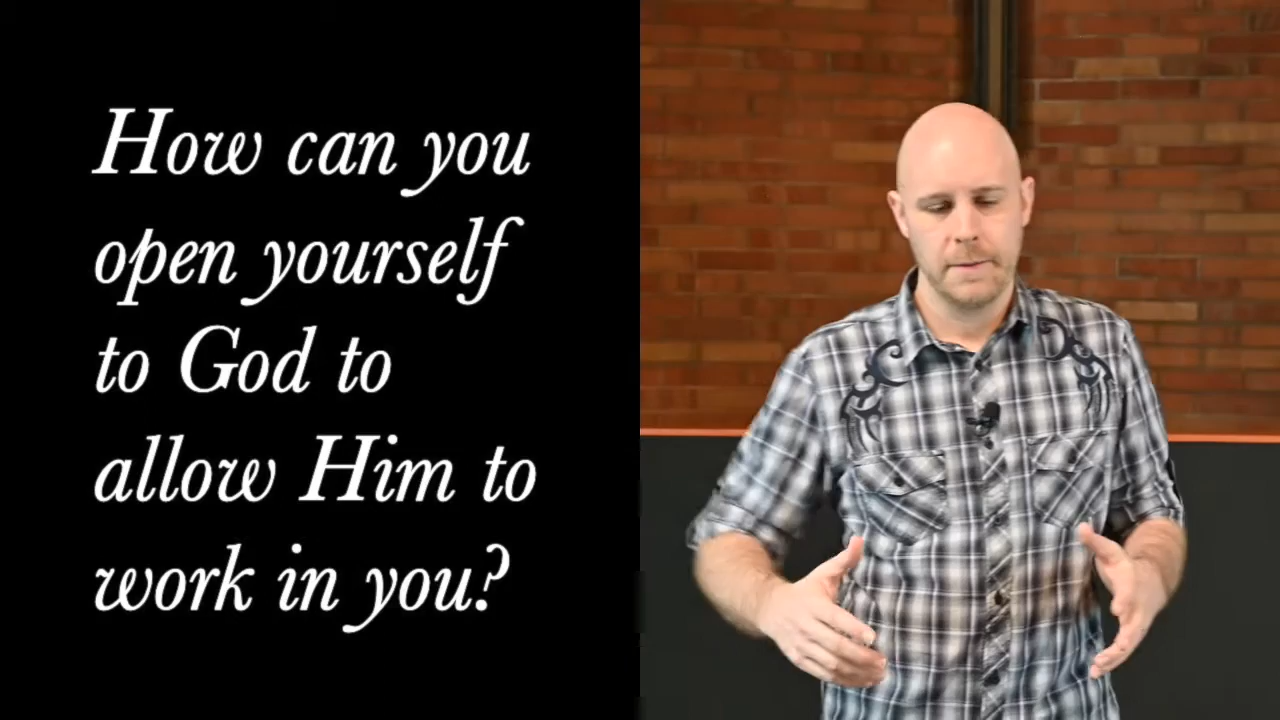 How can you
open yourself
to God to
allow Him to
work in you?